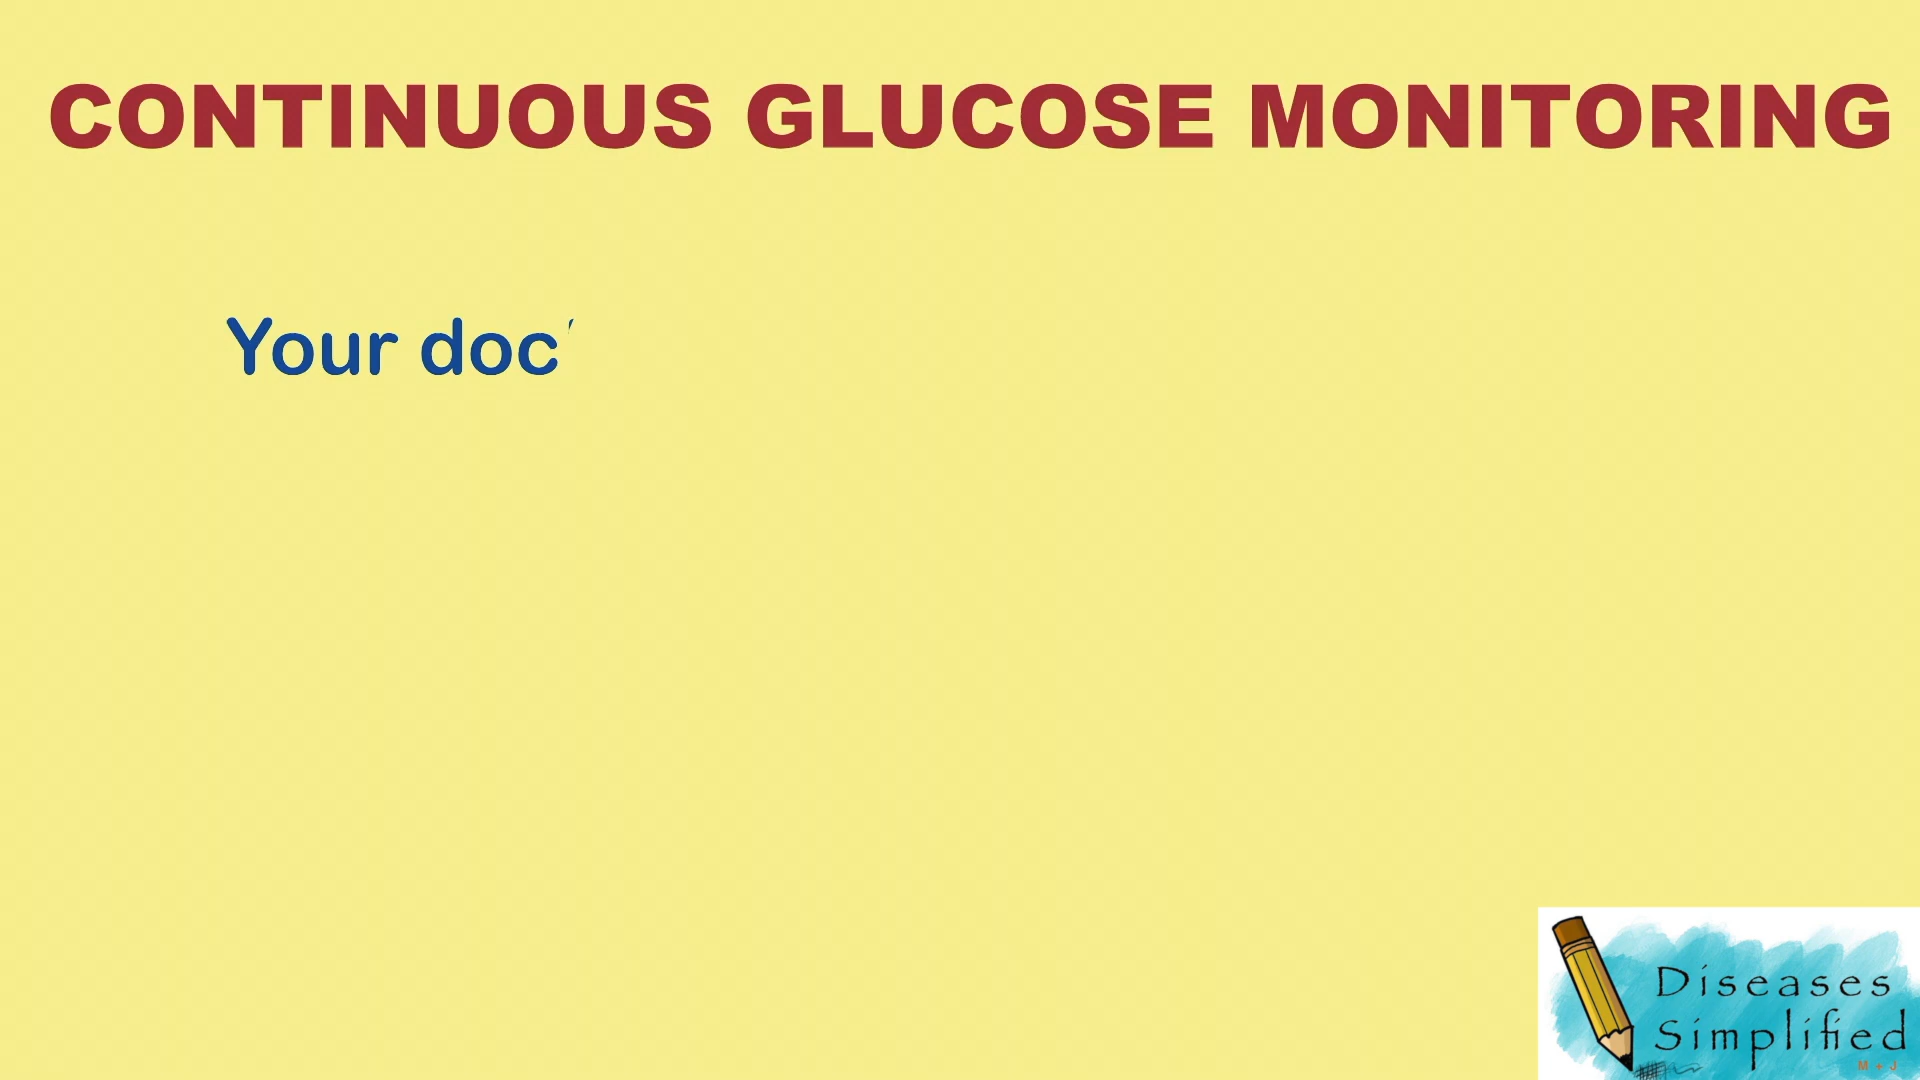 CONTINUOUS GLUCOSE MONITORING
Your doc
Diseases
Simplified
M + J